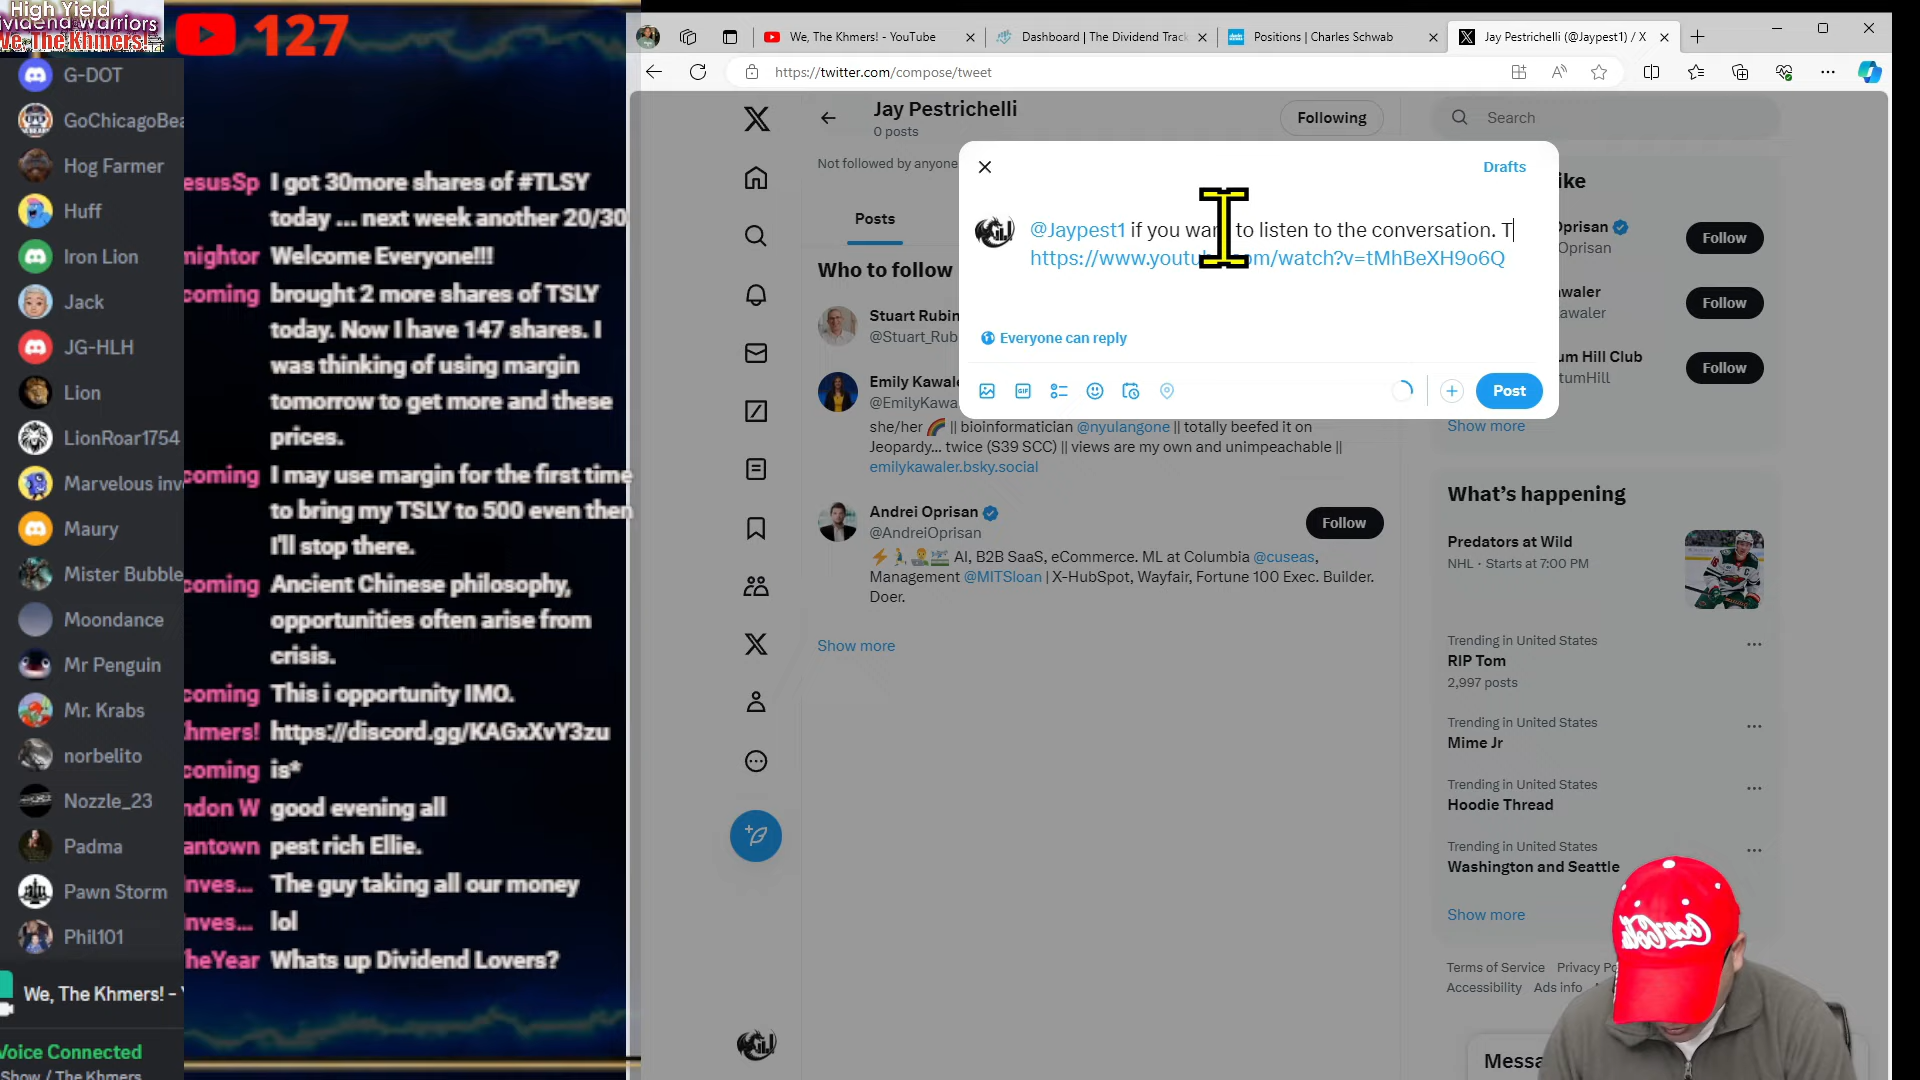 High Yield
Dividend Warriors
We, The Khmers!
127
G-DOT
GoChicagoBea
Hog Farmer
Huff
Iron Lion
Jack
JG-HLH
Lion
LionRoar1754
Marvelous inv
Maury
Mister Bubble
Moondance
Mr Penguin
Mr. Krabs
norbelito
Nozzle_23
Padma
Pawn Storm
Phil101
We, The Khmers! -
Voice Connected
Show / The Khmers
esusSp I got 30more shares of #TLSY
today ... next week another 20/30
mightor Welcome Everyone!!!
coming brought 2 more shares of TSLY
today. Now I have 147 shares. I
was thinking of using margin
tomorrow to get more and these
prices.
coming I may use margin for the first time
to bring my TSLY to 500 even then
I'll stop there.
coming Ancient Chinese philosophy,
opportunities often arise from
crisis.
coming This i opportunity IMO.
hmers! https://discord.gg/KAGxXvY3zu
coming is*
ndon W good evening all
antown pest rich Ellie.
nves... The guy taking all our money
nves... lol
heYear Whats up Dividend Lovers?
We, The Khmers! - YouTube
Dashboard | The Dividend Track
Positions | Charles Schwab
Jay Pestrichelli (@Jaypest1) / X
https://twitter.com/compose/tweet
Jay Pestrichelli
0 posts
Following
Search
Not followed by anyone
Posts
Who to follow
Stuart Rubin
@Stuart_Rub
Emily Kawale
@EmilyKawa
she/her || bioinformatician @nyulangone || totally beefed it on
Jeopardy... twice (S39 SCC) || views are my own and unimpeachable ||
emilykawaler.bsky.social
Andrei Oprisan
@AndreiOprisan
Follow
AI, B2B SaaS, eCommerce. ML at Columbia @cuseas,
Management @MITSloan | X-HubSpot, Wayfair, Fortune 100 Exec. Builder.
Doer.
Show more
Drafts
@Jaypest1 if you want to listen to the conversation. T
https://www.youtube.com/watch?v=tMhBeXH9o6Q
Everyone can reply
GIF
Post
ike
Oprisan
Oprisan
Follow
awaler
awaler
Follow
um Hill Club
tumHill
Follow
Show more
What's happening
Predators at Wild
NHL · Starts at 7:00 PM
Trending in United States
RIP Tom
2,997 posts
Trending in United States
Mime Jr
Trending in United States
Hoodie Thread
Trending in United States
Washington and Seattle
Show more
Terms of Service Privacy Po
Accessibility Ads info
Messa
Coca-Cola